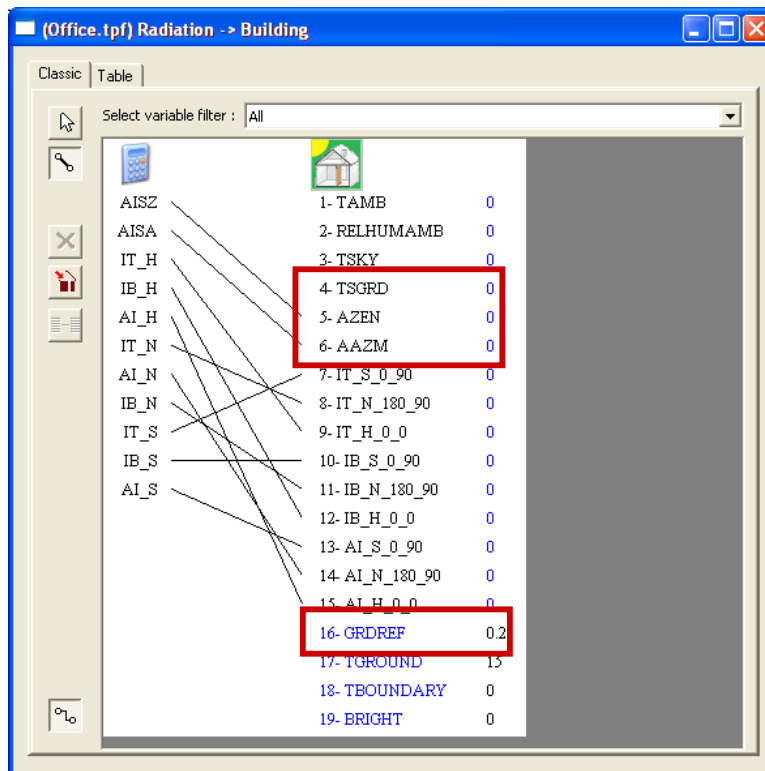 (Office.tpf) Radiation -> Building
Classic Table
Select variable filter : All
AISZ 1- TAMB 0
AISA 2- RELHUMAMB 0
IT_H 3- TSKY 0
IB_H 4- TSGRD 0
AI_H 5- AZEN 0
IT_N 6- AAZM 0
AI_N 7- IT_S_0_90 0
IB_N 8- IT_N_180_90 0
IT_S 9- IT_H_0_0 0
IB_S 10- IB_S_0_90 0
AI_S 11- IB_N_180_90 0
12- IB_H_0_0 0
13- AI_S_0_90 0
14- AI_N_180_90 0
15- AI_H_0_0 0
16- GRDREF 0.2
17- TGROUND 15
18- TBOUNDARY 0
19- BRIGHT 0